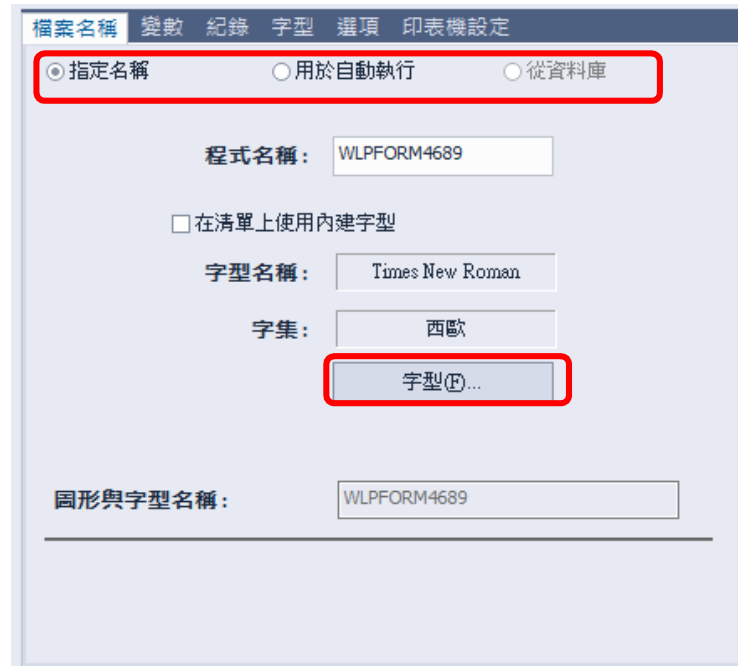 檔案名稱 變數 紀錄 字型 選項 印表機設定
指定名稱 用於自動執行 從資料庫
程式名稱： WLPFORM4689
在清單上使用內建字型
字型名稱： Times New Roman
字集： 西歐
字型(F)...
圖形與字型名稱： WLPFORM4689